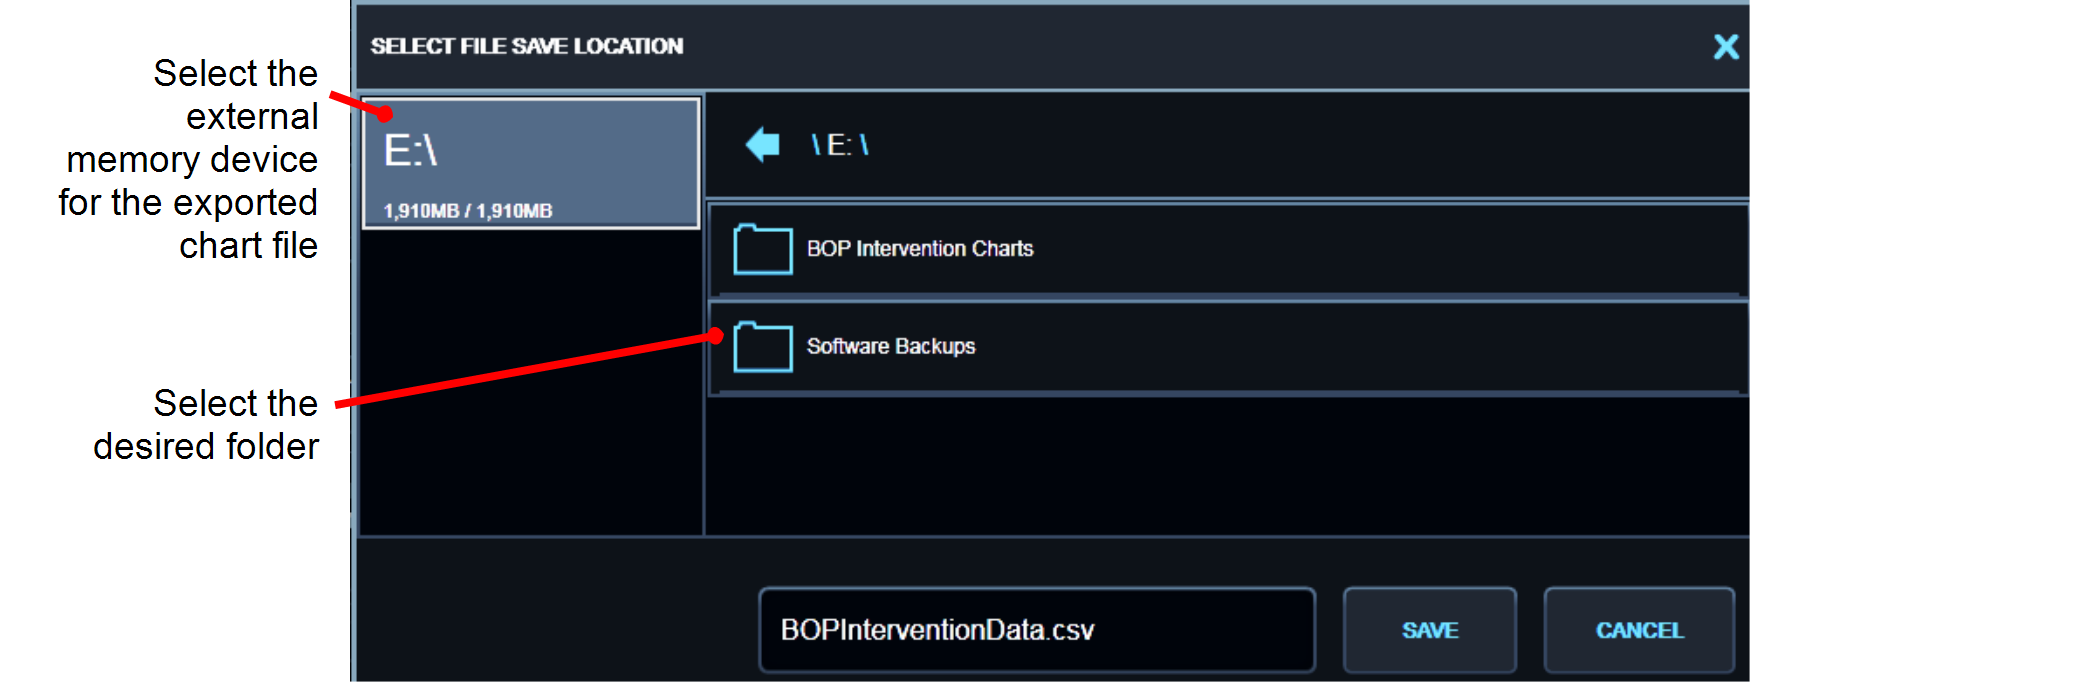 SELECT FILE SAVE LOCATION
Select the
external
memory device
for the exported
chart file
E:\
1,910MB / 1,910MB
\ E: \
BOP Intervention Charts
Software Backups
Select the
desired folder
BOPInterventionData.csv
SAVE
CANCEL